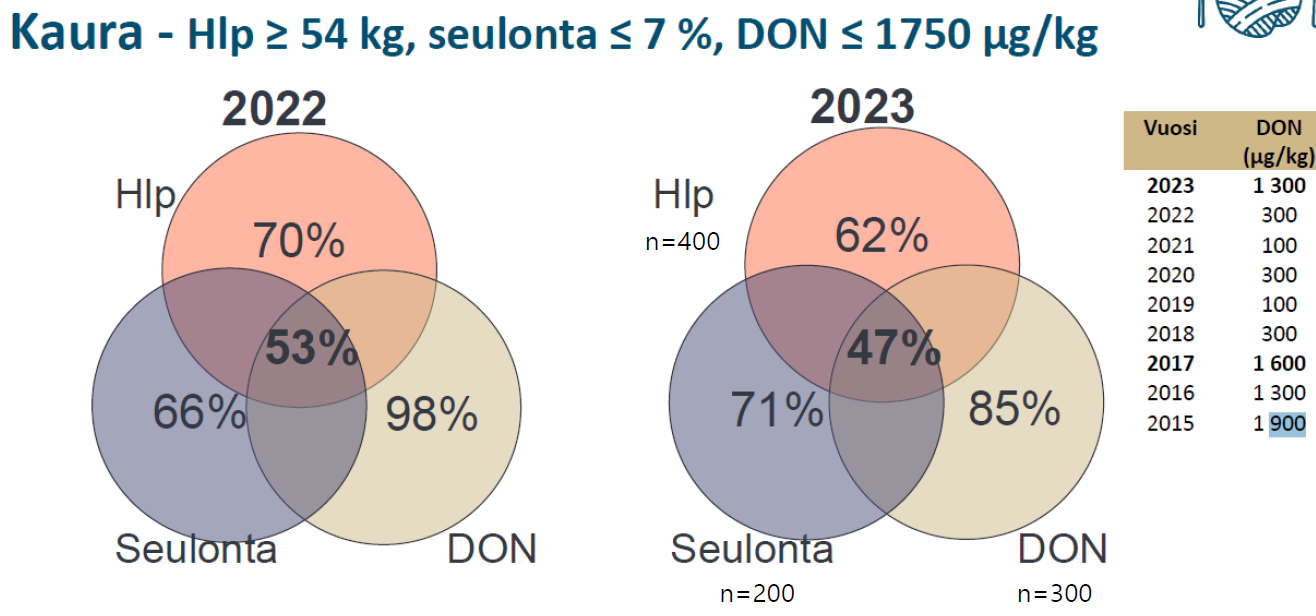 Kaura - Hlp ≥ 54 kg, seulonta ≤ 7 %, DON ≤ 1750 µg/kg
2022
Hlp
70%
53%
66%
98%
Seulonta
DON
2023
Hlp
n=400
62%
47%
71%
85%
Seulonta
DON
n=200
n=300
Vuosi DON
(µg/kg)
2023 1 300
2022 300
2021 100
2020 300
2019 100
2018 300
2017 1 600
2016 1 300
2015 1 900